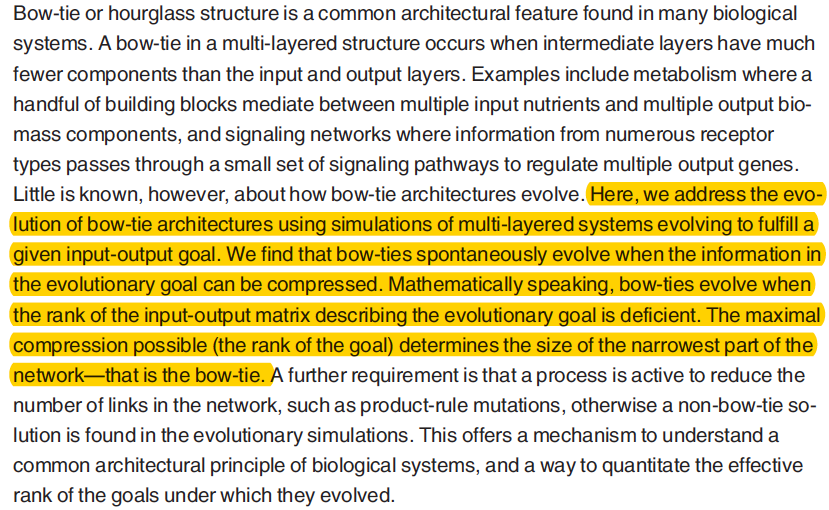 Bow-tie or hourglass structure is a common architectural feature found in many biological
systems. A bow-tie in a multi-layered structure occurs when intermediate layers have much
fewer components than the input and output layers. Examples include metabolism where a
handful of building blocks mediate between multiple input nutrients and multiple output bio-
mass components, and signaling networks where information from numerous receptor
types passes through a small set of signaling pathways to regulate multiple output genes.
Little is known, however, about how bow-tie architectures evolve. Here, we address the evo-
lution of bow-tie architectures using simulations of multi-layered systems evolving to fulfill a
given input-output goal. We find that bow-ties spontaneously evolve when the information in
the evolutionary goal can be compressed. Mathematically speaking, bow-ties evolve when
the rank of the input-output matrix describing the evolutionary goal is deficient. The maximal
compression possible (the rank of the goal) determines the size of the narrowest part of the
network—that is the bow-tie. A further requirement is that a process is active to reduce the
number of links in the network, such as product-rule mutations, otherwise a non-bow-tie so-
lution is found in the evolutionary simulations. This offers a mechanism to understand a
common architectural principle of biological systems, and a way to quantitate the effective
rank of the goals under which they evolved.